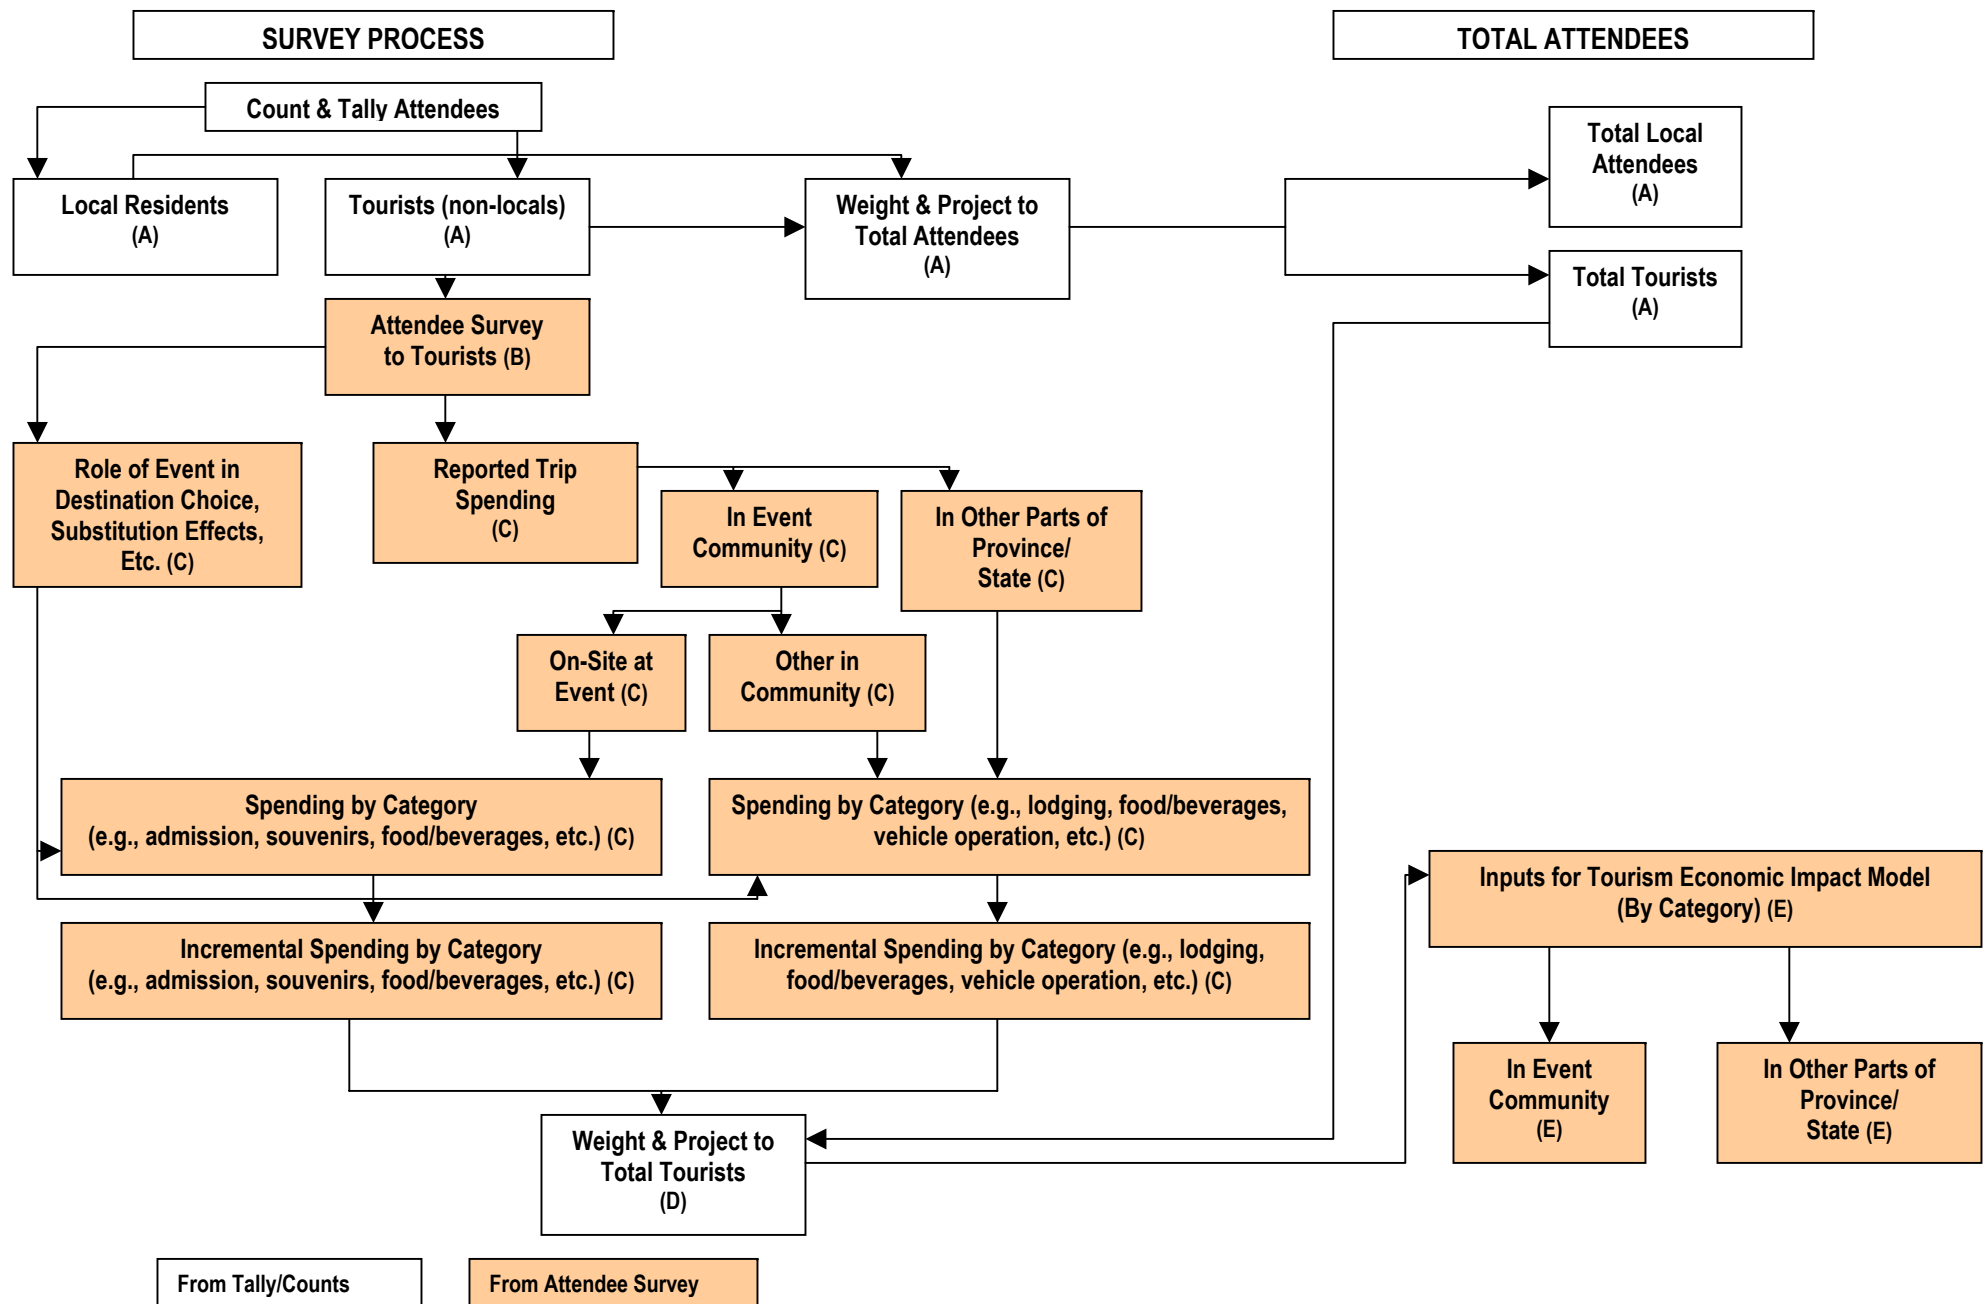 SURVEY PROCESS
TOTAL ATTENDEES
Count & Tally Attendees
Local Residents
(A)
Tourists (non-locals)
(A)
Weight & Project to
Total Attendees
(A)
Total Local
Attendees
(A)
Total Tourists
(A)
Attendee Survey
to Tourists (B)
Role of Event in
Destination Choice,
Substitution Effects,
Etc. (C)
Reported Trip
Spending
(C)
In Event
Community (C)
In Other Parts of
Province/
State (C)
On-Site at
Event (C)
Other in
Community (C)
Spending by Category
(e.g., admission, souvenirs, food/beverages, etc.) (C)
Spending by Category (e.g., lodging, food/beverages,
vehicle operation, etc.) (C)
Inputs for Tourism Economic Impact Model
(By Category) (E)
Incremental Spending by Category
(e.g., admission, souvenirs, food/beverages, etc.) (C)
Incremental Spending by Category (e.g., lodging,
food/beverages, vehicle operation, etc.) (C)
In Event
Community
(E)
In Other Parts of
Province/
State (E)
Weight & Project to
Total Tourists
(D)
From Tally/Counts
From Attendee Survey